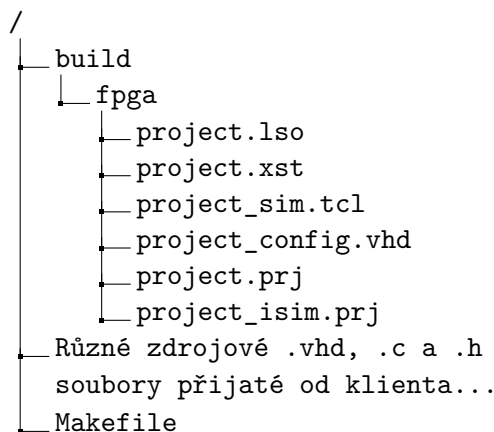 /
build
fpga
project.lso
project.xst
project_sim.tcl
project_config.vhd
project.prj
project_isim.prj
Různé zdrojové .vhd, .c a .h
soubory přijaté od klienta...
Makefile